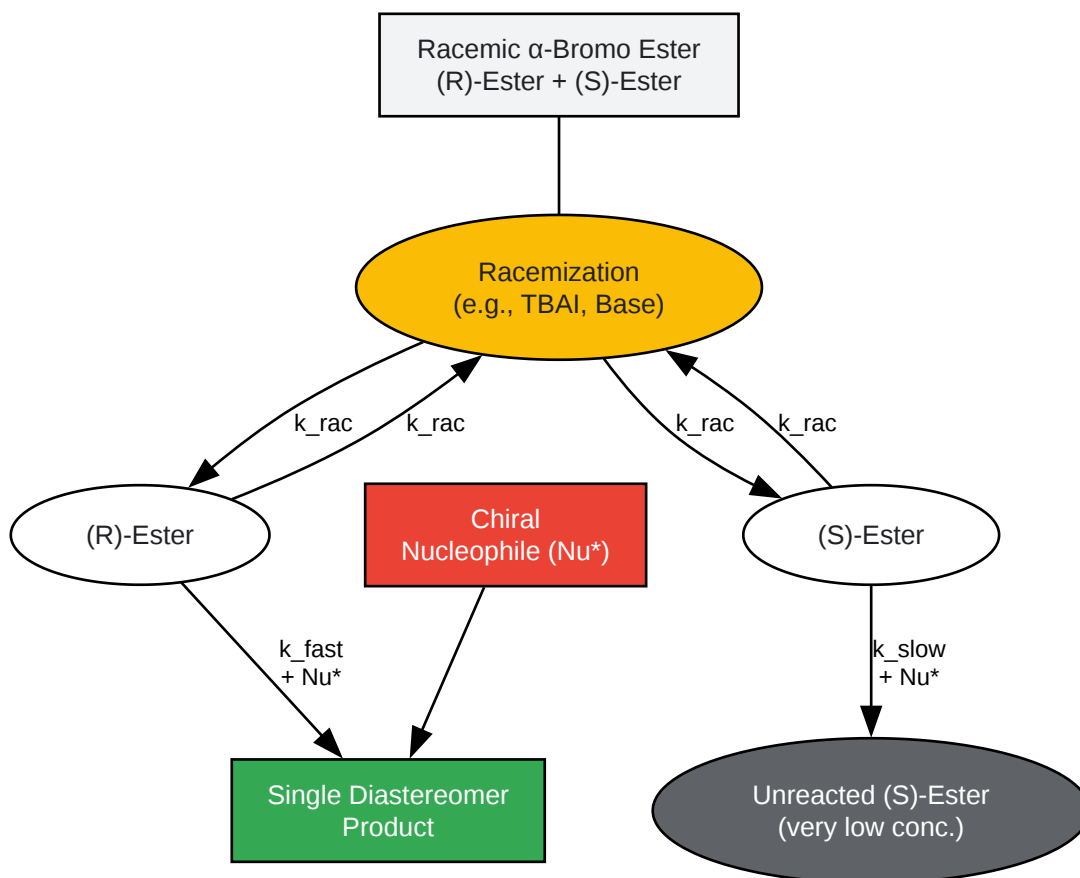 Racemic α-Bromo Ester
(R)-Ester + (S)-Ester
Racemization
(e.g., TBAI, Base)
k_rac
k_rac
k_rac
k_rac
(R)-Ester
Chiral
Nucleophile (Nu*)
(S)-Ester
k_fast
+ Nu*
k_slow
+ Nu*
Single Diastereomer
Product
Unreacted (S)-Ester
(very low conc.)